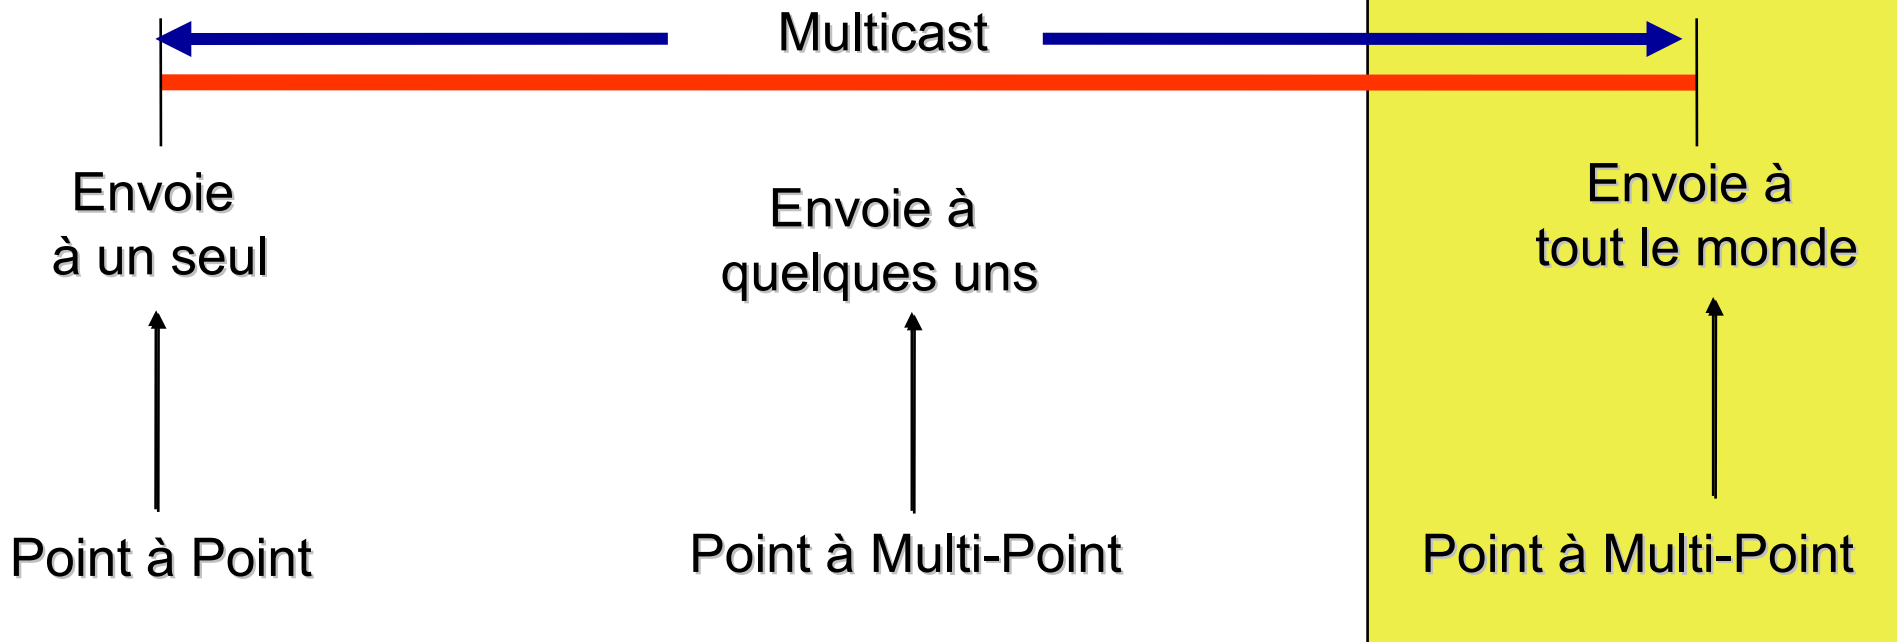 Multicast
Envoie
à un seul
Envoie à
quelques uns
Envoie à
tout le monde
Point à Point
Point à Multi-Point
Point à Multi-Point